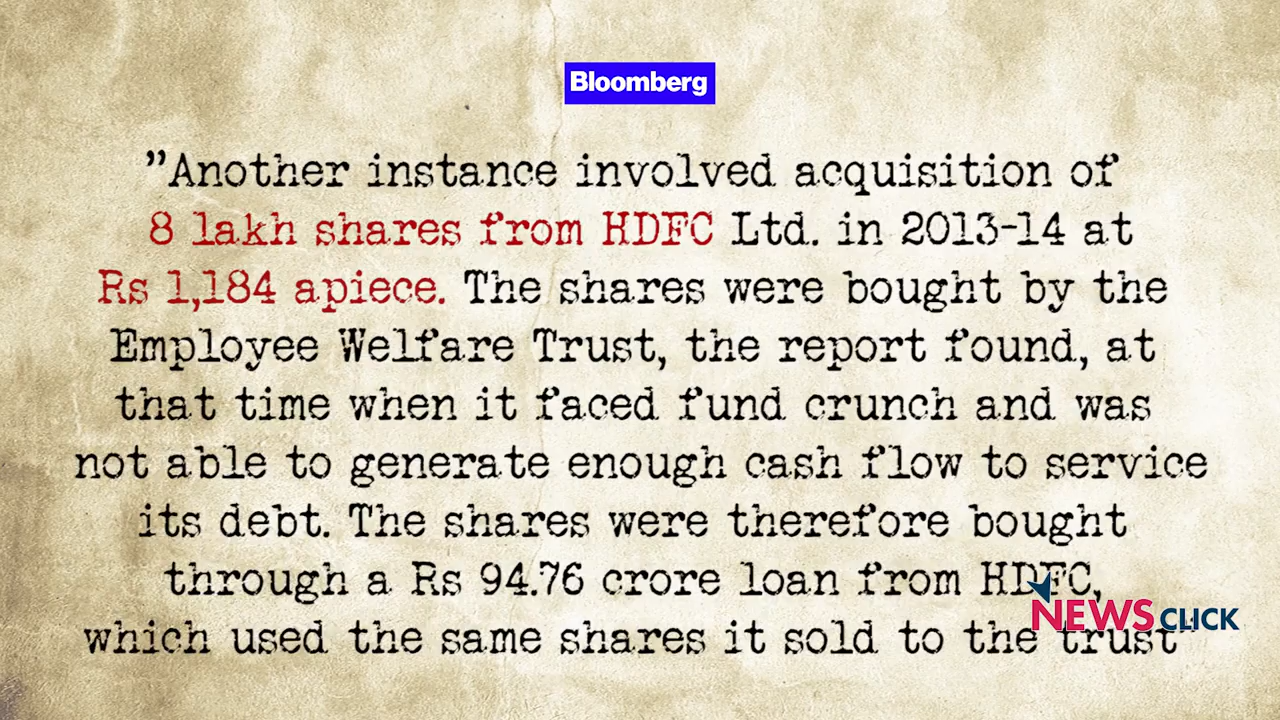 Bloomberg
"Another instance involved acquisition of
8 lakh shares from HDFC Ltd. in 2013-14 at
Rs 1,184 apiece. The shares were bought by the
Employee Welfare Trust, the report found, at
that time when it faced fund crunch and was
not able to generate enough cash flow to service
its debt. The shares were therefore bought
through a Rs 94.76 crore loan from HDFC,
which used the same shares it sold to the trust"
NEWSCLICK